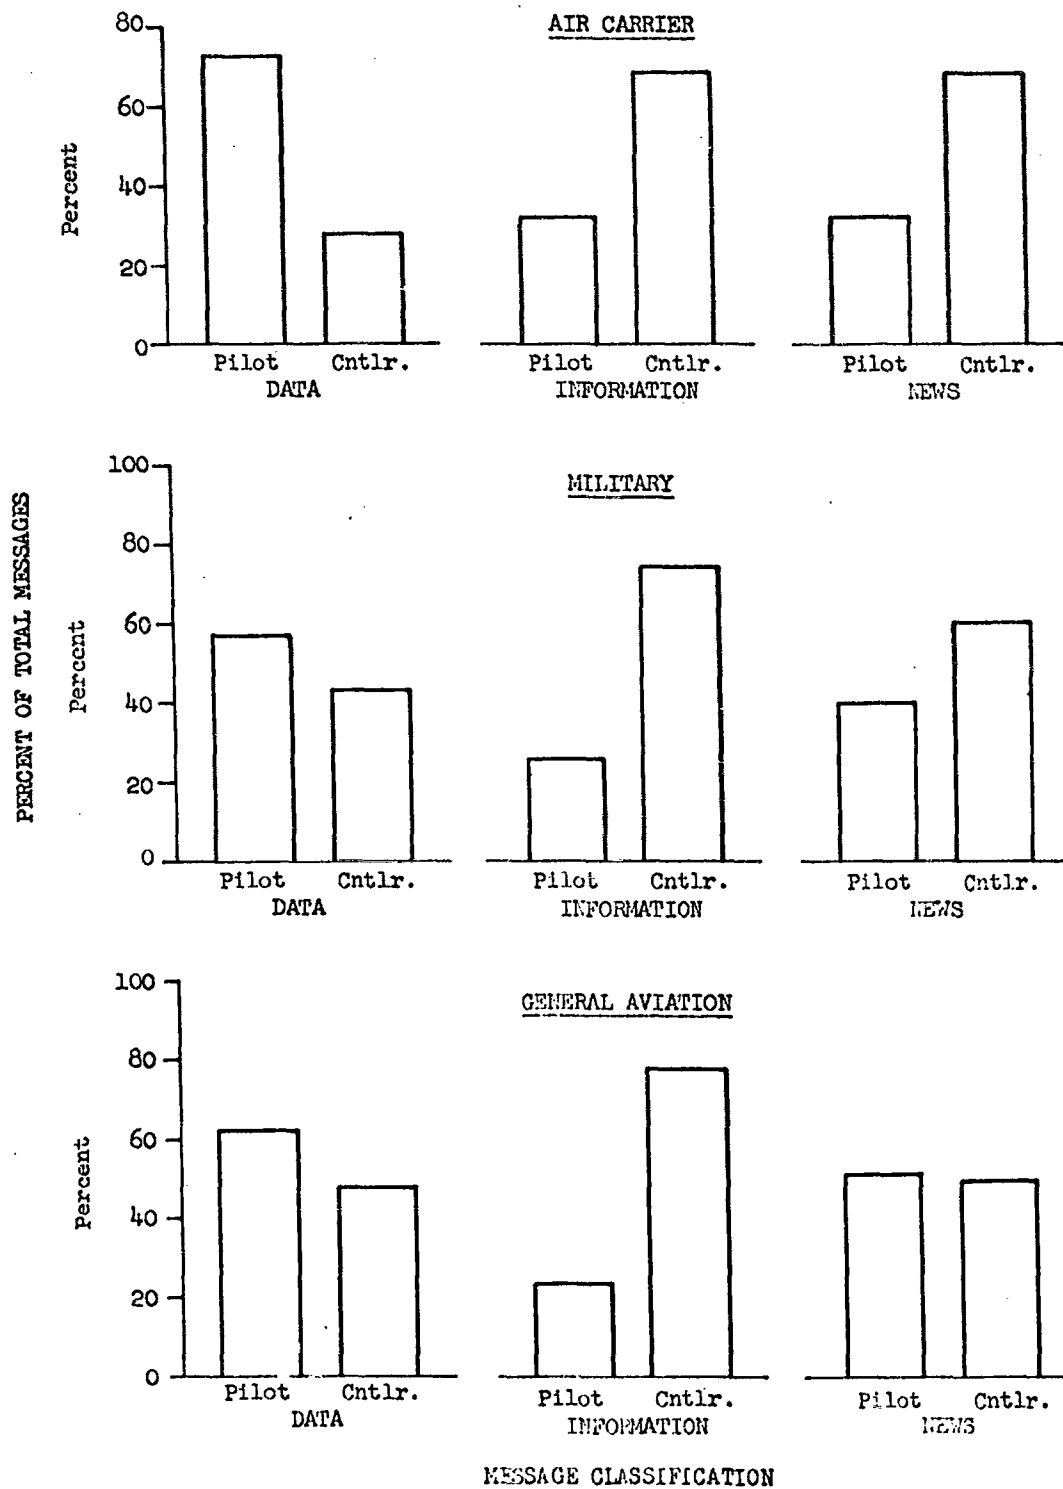 AIR CARRIER
80
60
40
20
0
Percent
Pilot Cntlr.
DATA
Pilot Cntlr.
INFORMATION
Pilot Cntlr.
NEWS
PERCENT OF TOTAL MESSAGES
MILITARY
100
80
60
40
20
0
Percent
Pilot Cntlr.
DATA
Pilot Cntlr.
INFORMATION
Pilot Cntlr.
NEWS
GENERAL AVIATION
100
80
60
40
20
0
Percent
Pilot Cntlr.
DATA
Pilot Cntlr.
INFORMATION
Pilot Cntlr.
NEWS
MESSAGE CLASSIFICATION